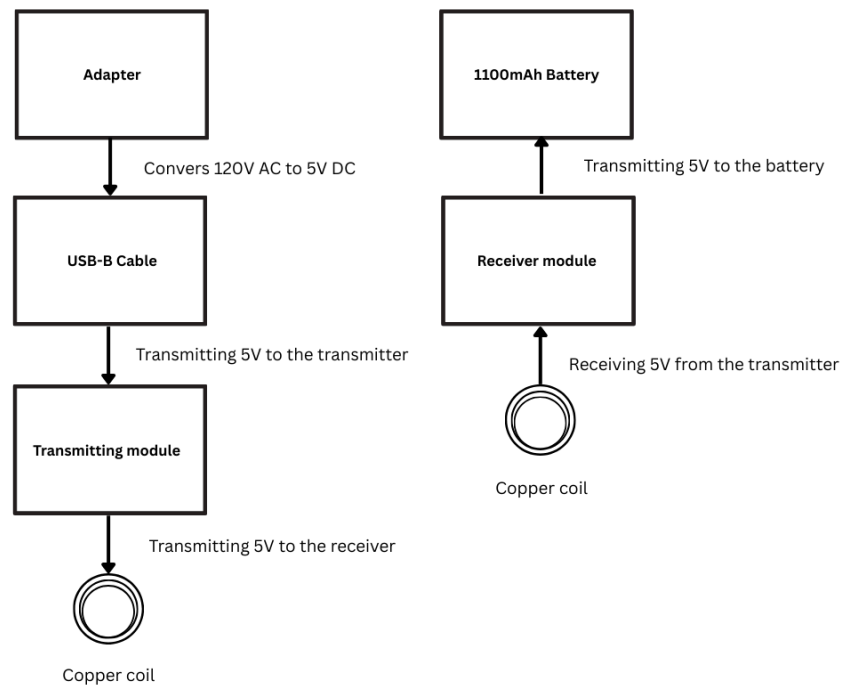 Adapter
Convers 120V AC to 5V DC
USB-B Cable
Transmitting 5V to the transmitter
Transmitting module
Transmitting 5V to the receiver
Copper coil
1100mAh Battery
Transmitting 5V to the battery
Receiver module
Receiving 5V from the transmitter
Copper coil